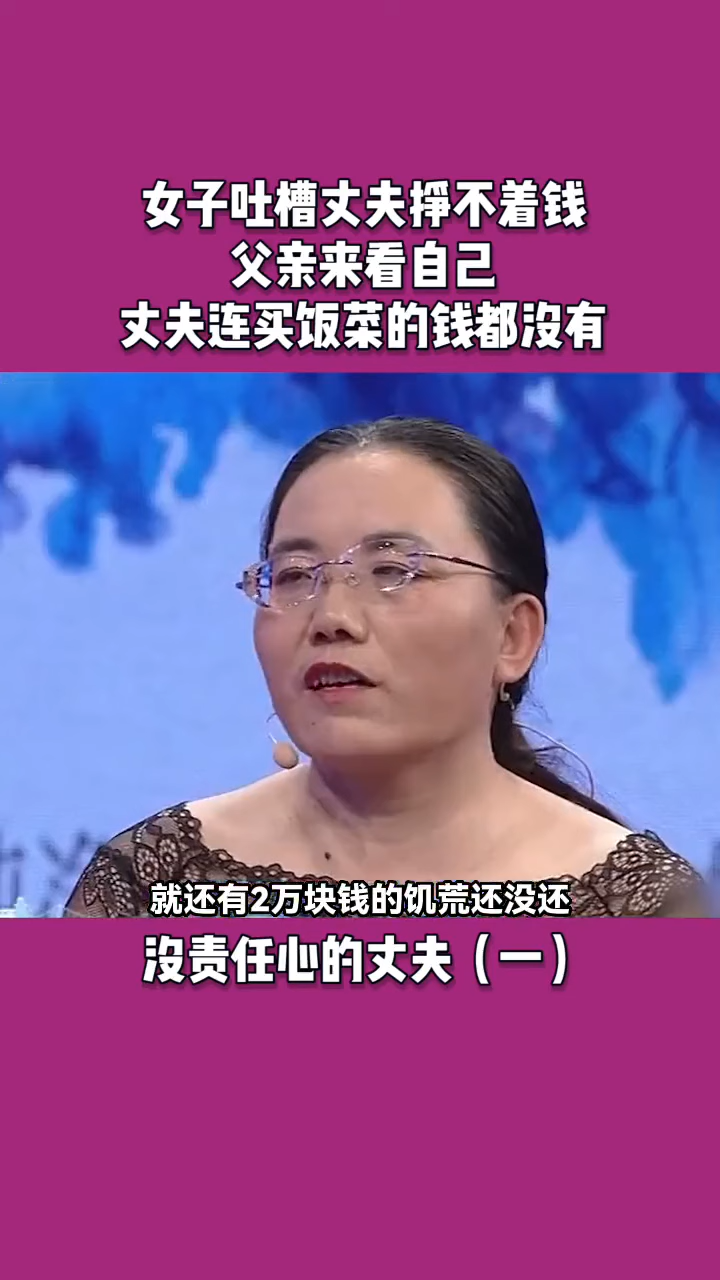 女子吐槽丈夫掙不着钱
父亲来看自己
丈夫连买饭菜的钱都没有
就还有2万块钱的饥荒还没还
没责任心的丈夫（一）